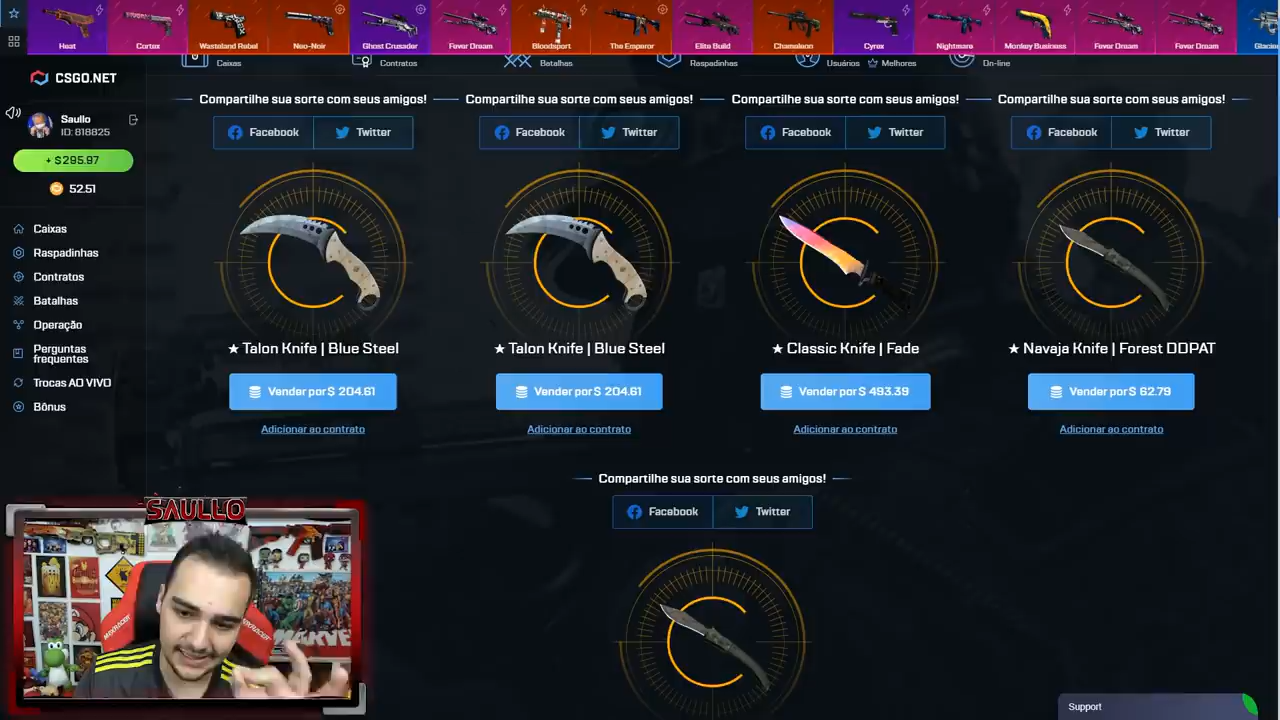 Heat
Cortex
Wasteland Rebel
Neo-Noir
Ghost Crusader
Fever Dream
Bloodsport
The Emperor
Elite Build
Chameleon
Cyrex
Nightmare
Monkey Business
Fever Dream
Fever Dream
CSGO.NET
Caixas
Contratos
Batalhas
Raspadinhas
Usuários
Melhores
On-line
Saullo
ID: 818825
+ $295.97
52.51
Caixas
Raspadinhas
Contratos
Batalhas
Operação
Perguntas
frequentes
Trocas AO VIVO
Bônus
Compartilhe sua sorte com seus amigos!
Facebook
Twitter
★ Talon Knife | Blue Steel
Vender por $ 204.61
Adicionar ao contrato
Compartilhe sua sorte com seus amigos!
Facebook
Twitter
★ Talon Knife | Blue Steel
Vender por $ 204.61
Adicionar ao contrato
Compartilhe sua sorte com seus amigos!
Facebook
Twitter
★ Classic Knife | Fade
Vender por $ 493.39
Adicionar ao contrato
Compartilhe sua sorte com seus amigos!
Facebook
Twitter
★ Navaja Knife | Forest DDPAT
Vender por $ 62.79
Adicionar ao contrato
Compartilhe sua sorte com seus amigos!
Facebook
Twitter
SAULLO
MAXRACER
MAXRACER
MARVEL
Support